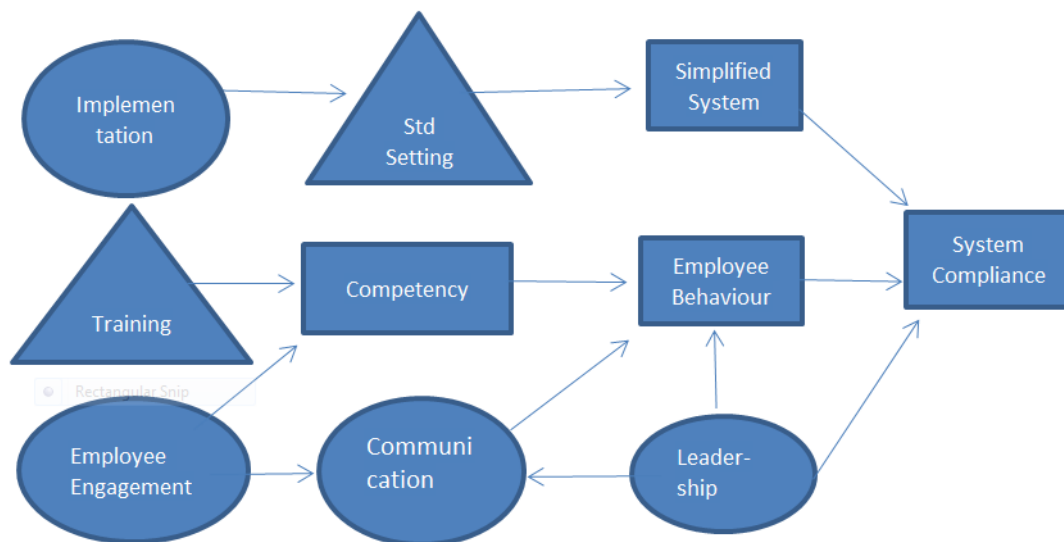 Implemen
tation
Std
Setting
Simplified
System
Training
Competency
Employee
Behaviour
System
Compliance
Rectangular Snip
Employee
Engagement
Communi
cation
Leader-
ship